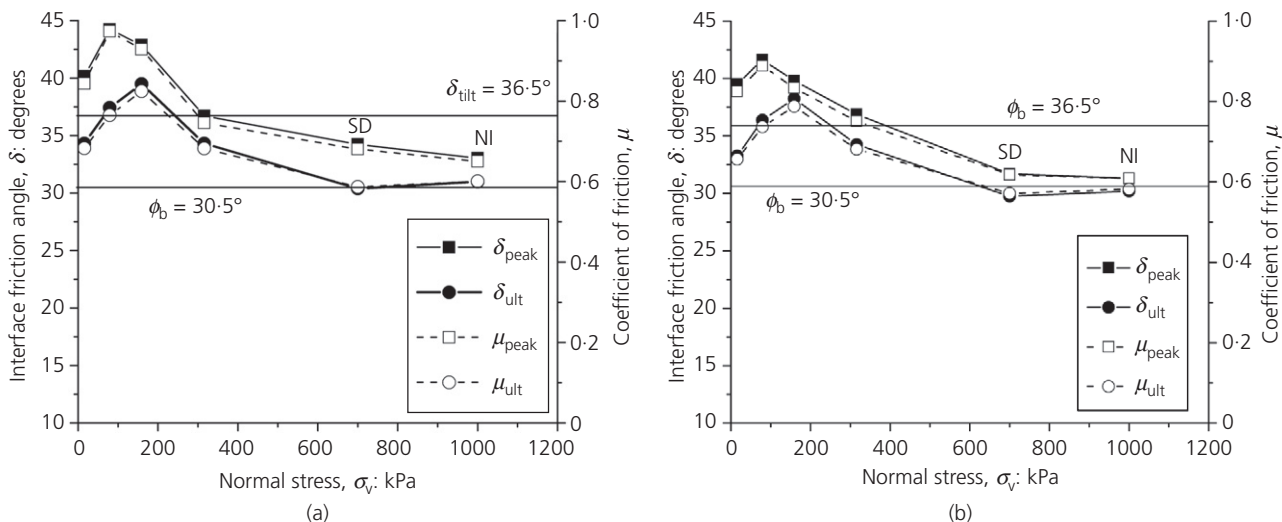 45
40
35
30
25
20
15
10
Interface friction angle, δ: degrees
1·0
0·8
0·6
0·4
0·2
0
Coefficient of friction, μ
δtilt = 36·5°
SD
NI
ϕb = 30·5°
δpeak
δult
μpeak
μult
0 200 400 600 800 1000 1200
Normal stress, σv: kPa
(a)
45
40
35
30
25
20
15
10
Interface friction angle, δ: degrees
1·0
0·8
0·6
0·4
0·2
0
Coefficient of friction, μ
ϕb = 36·5°
SD
NI
ϕb = 30·5°
δpeak
δult
μpeak
μult
0 200 400 600 800 1000 1200
Normal stress, σv: kPa
(b)